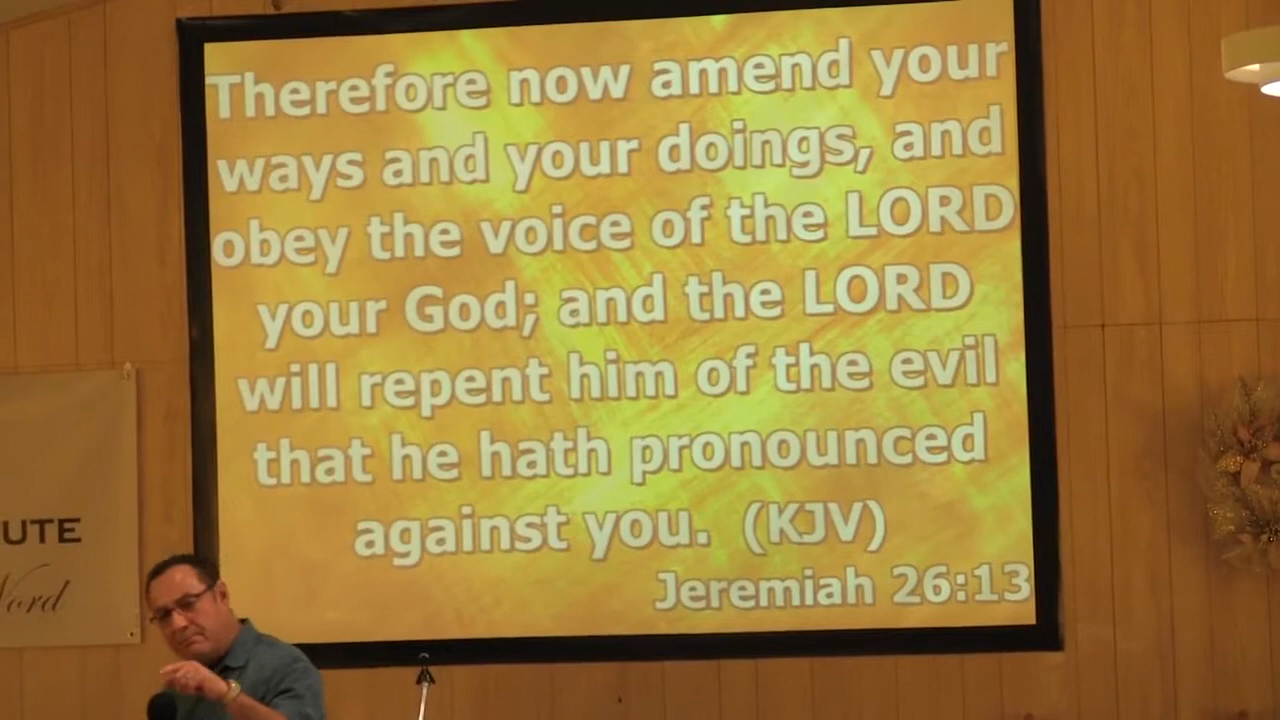 Therefore now amend your
ways and your doings, and
obey the voice of the LORD
your God; and the LORD
will repent him of the evil
that he hath pronounced
against you. (KJV)
Jeremiah 26:13
UTE
Word